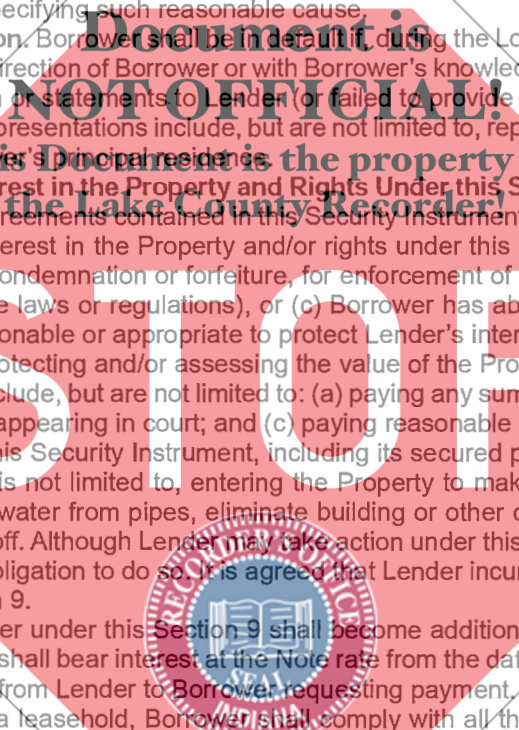 ecifying such reasonable cause.
on. Borrower shall be in default if, during the Lo
irection of Borrower or with Borrower's knowled
n or statements to Lender (or failed to provide
presentations include, but are not limited to, rep
er's principal residence.
rest in the Property and Rights Under this S
reements contained in this Security Instrument
erest in the Property and/or rights under this
ondemnation or forfeiture, for enforcement of
e laws or regulations), or (c) Borrower has ab
onable or appropriate to protect Lender's inter
otecting and/or assessing the value of the Pro
clude, but are not limited to: (a) paying any sum
appearing in court; and (c) paying reasonable
is Security Instrument, including its secured p
is not limited to, entering the Property to mak
water from pipes, eliminate building or other c
off. Although Lender may take action under this
bligation to do so. It is agreed that Lender incur
n 9.
er under this Section 9 shall become addition
shall bear interest at the Note rate from the dat
from Lender to Borrower requesting payment.
a leasehold, Borrower shall comply with all th
Document is
NOT OFFICIAL!
is Document is the property
the Lake County Recorder!
STOP
RECORDER'S OFFICE
SEAL
INDIANA